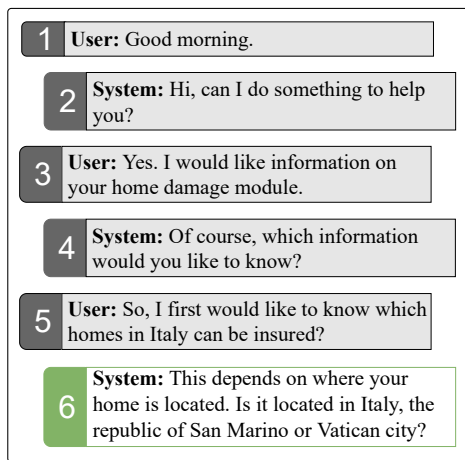 1 User: Good morning.
2 System: Hi, can I do something to help
you?
3 User: Yes. I would like information on
your home damage module.
4 System: Of course, which information
would you like to know?
5 User: So, I first would like to know which
homes in Italy can be insured?
6 System: This depends on where your
home is located. Is it located in Italy, the
republic of San Marino or Vatican city?